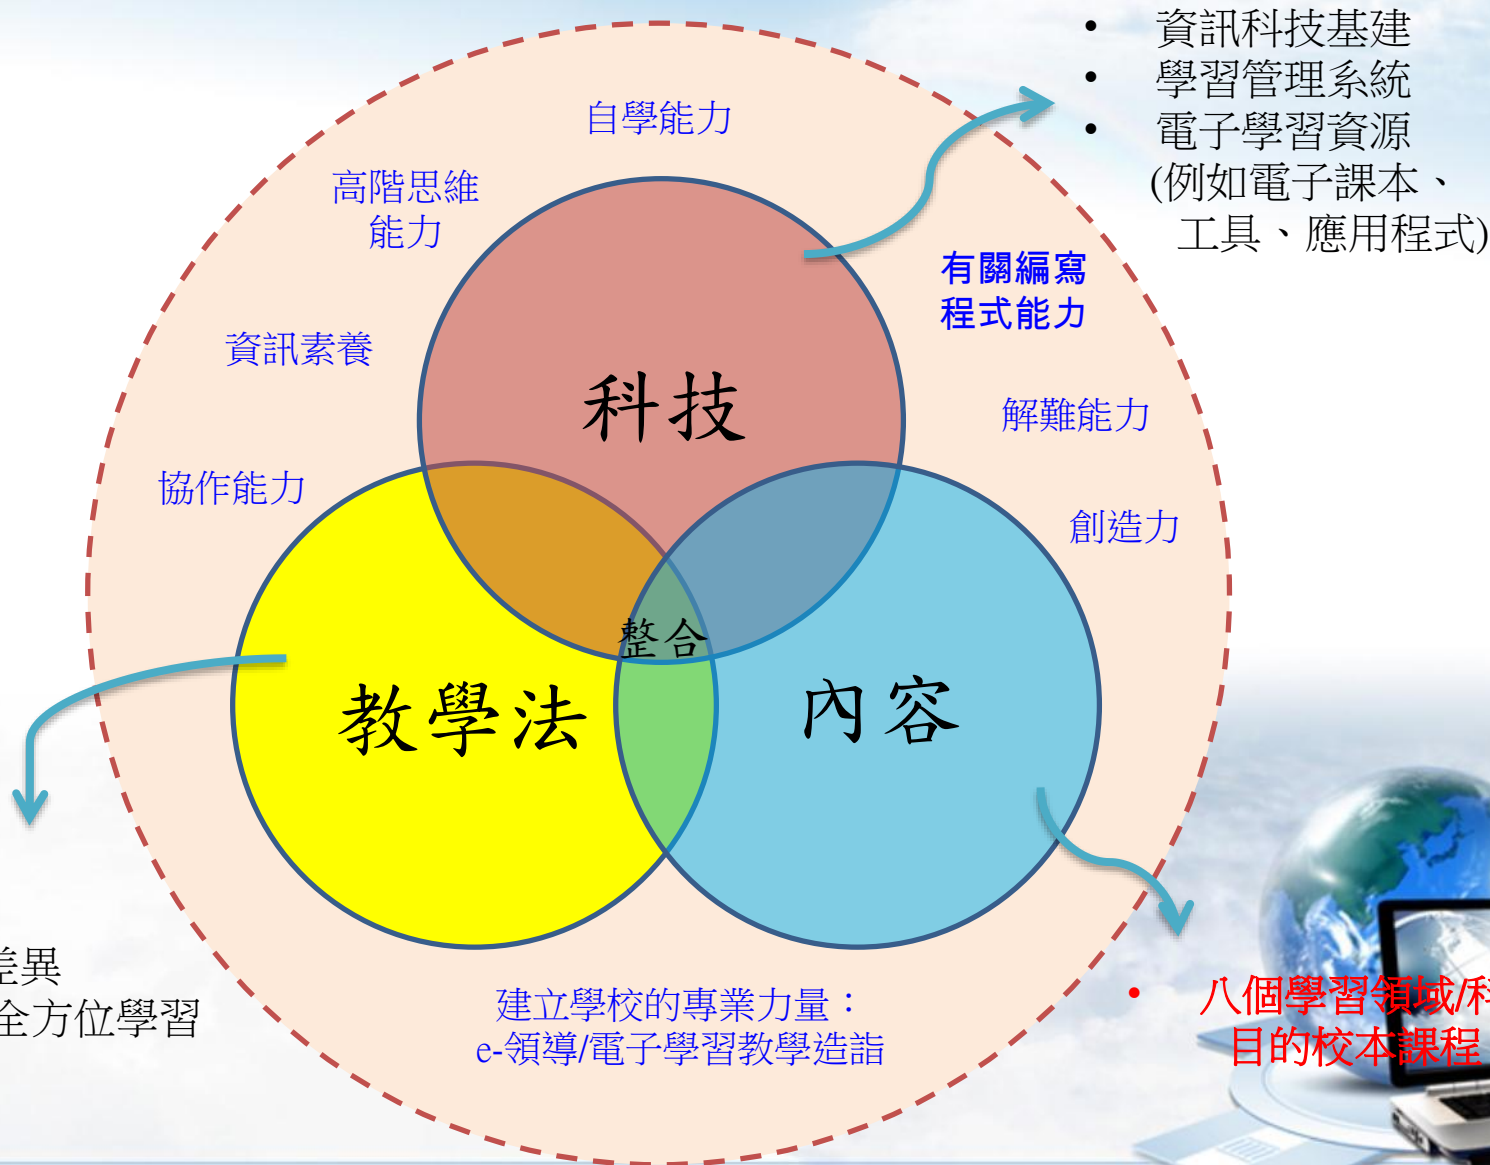 • 資訊科技基建
• 學習管理系統
• 電子學習資源
(例如電子課本、
工具、應用程式)
自學能力
高階思維
能力
有關編寫
程式能力
資訊素養
科技
解難能力
協作能力
創造力
整合
教學法
內容
差異
全方位學習
建立學校的專業力量：
e-領導/電子學習教學造詣
• 八個學習領域/科
目的校本課程